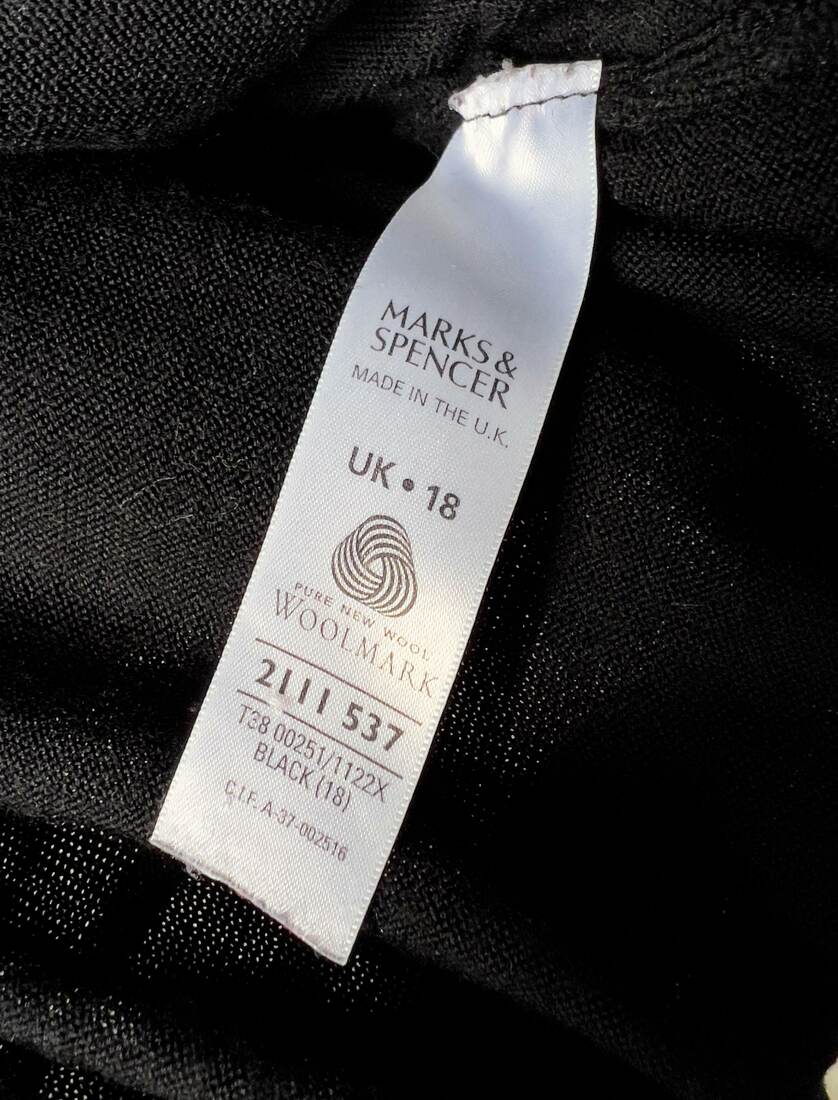 MARKS &
SPENCER
MADE IN THE U.K.
UK • 18
PURE NEW WOOL
WOOLMARK
2111 537
T38 00251/1122X
BLACK (18)
C.I.F. A-37-002516